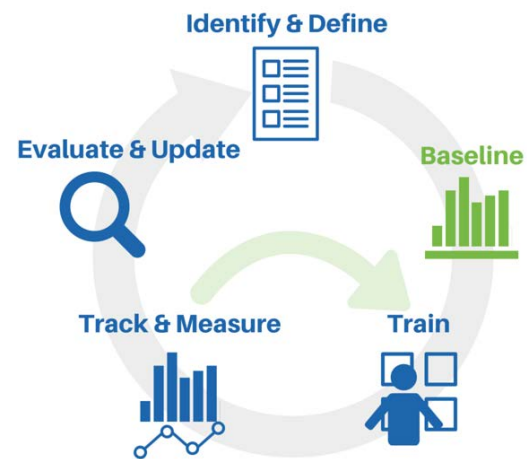 Identify & Define
Evaluate & Update
Baseline
Track & Measure
Train